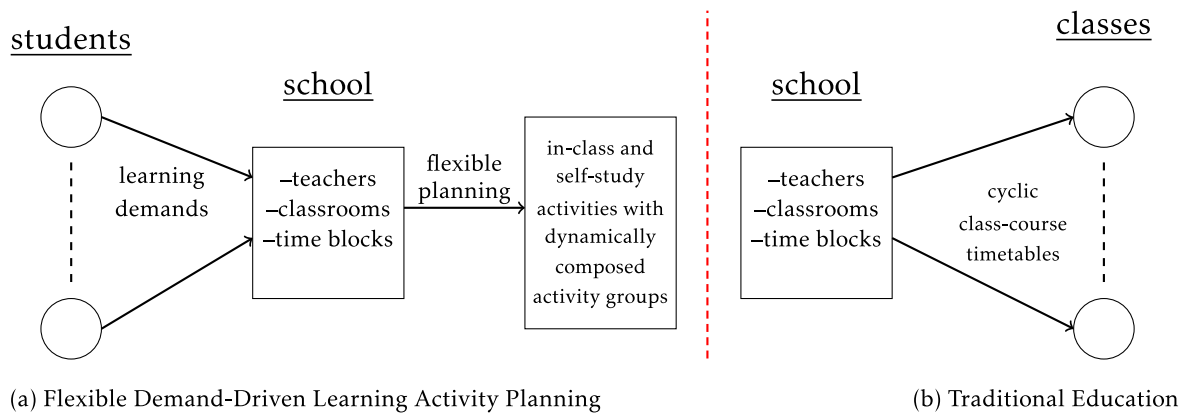 students
school
learning
demands
–teachers
–classrooms
–time blocks
flexible
planning
in-class and
self-study
activities with
dynamically
composed
activity groups
(a) Flexible Demand-Driven Learning Activity Planning
classes
school
–teachers
–classrooms
–time blocks
cyclic
class-course
timetables
(b) Traditional Education